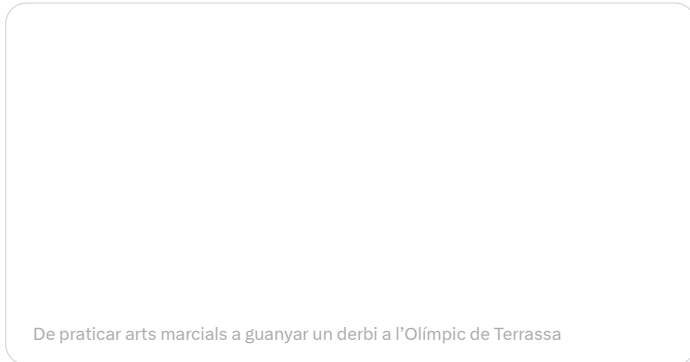 De praticar arts marcials a guanyar un derbi a l’Olímpic de Terrassa